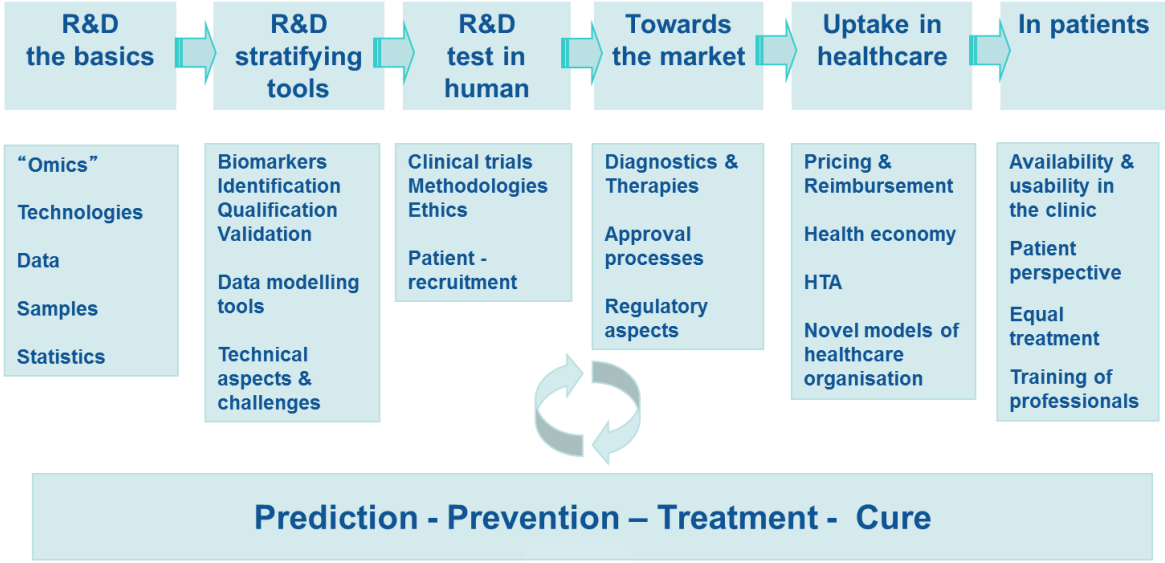 R&D
the basics
R&D
stratifying
tools
R&D
test in
human
Towards
the market
Uptake in
healthcare
In patients
“Omics”
Technologies
Data
Samples
Statistics
Biomarkers
Identification
Qualification
Validation
Data modelling
tools
Technical
aspects &
challenges
Clinical trials
Methodologies
Ethics
Patient -
recruitment
Diagnostics &
Therapies
Approval
processes
Regulatory
aspects
Pricing &
Reimbursement
Health economy
HTA
Novel models of
healthcare
organisation
Availability &
usability in
the clinic
Patient
perspective
Equal
treatment
Training of
professionals
Prediction - Prevention – Treatment - Cure